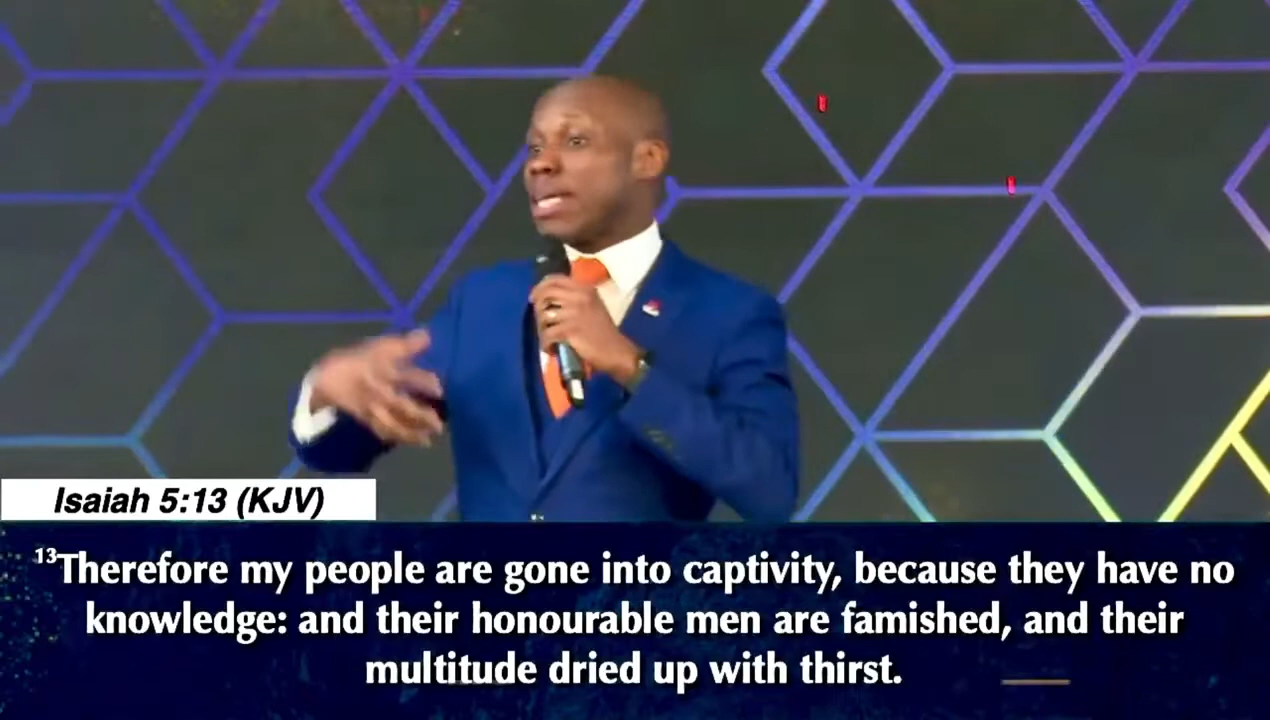 Isaiah 5:13 (KJV)
13Therefore my people are gone into captivity, because they have no
knowledge: and their honourable men are famished, and their
multitude dried up with thirst.